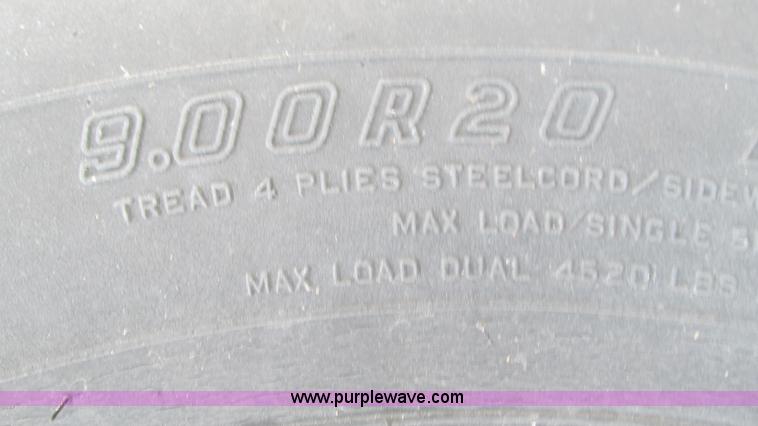 9.00R20
TREAD 4 PLIES STEELCORD/SIDEW
MAX LOAD/SINGLE
MAX LOAD DUAL 4520 LBS
www.purplewave.com